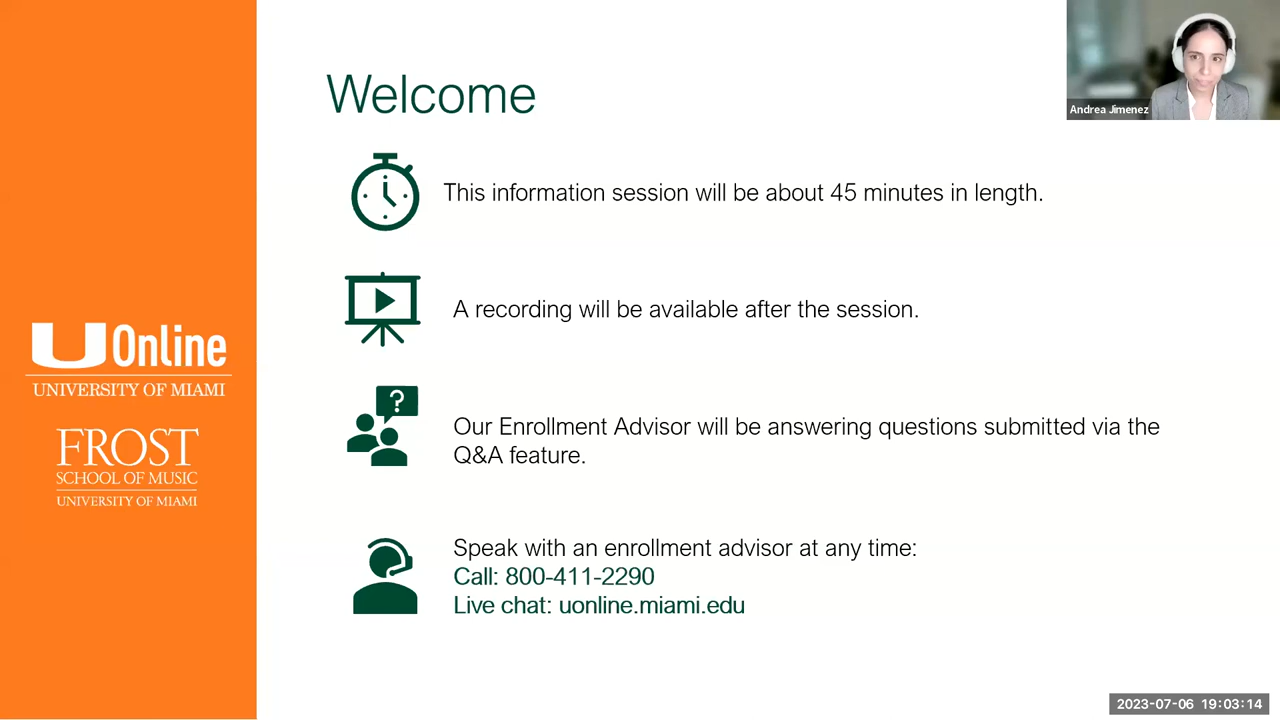 Welcome
Andrea Jimenez
This information session will be about 45 minutes in length.
A recording will be available after the session.
?
Our Enrollment Advisor will be answering questions submitted via the
Q&A feature.
Speak with an enrollment advisor at any time:
Call: 800-411-2290
Live chat: uonline.miami.edu
U Online
UNIVERSITY OF MIAMI
FROST
SCHOOL OF MUSIC
UNIVERSITY OF MIAMI
2023-07-06 19:03:14